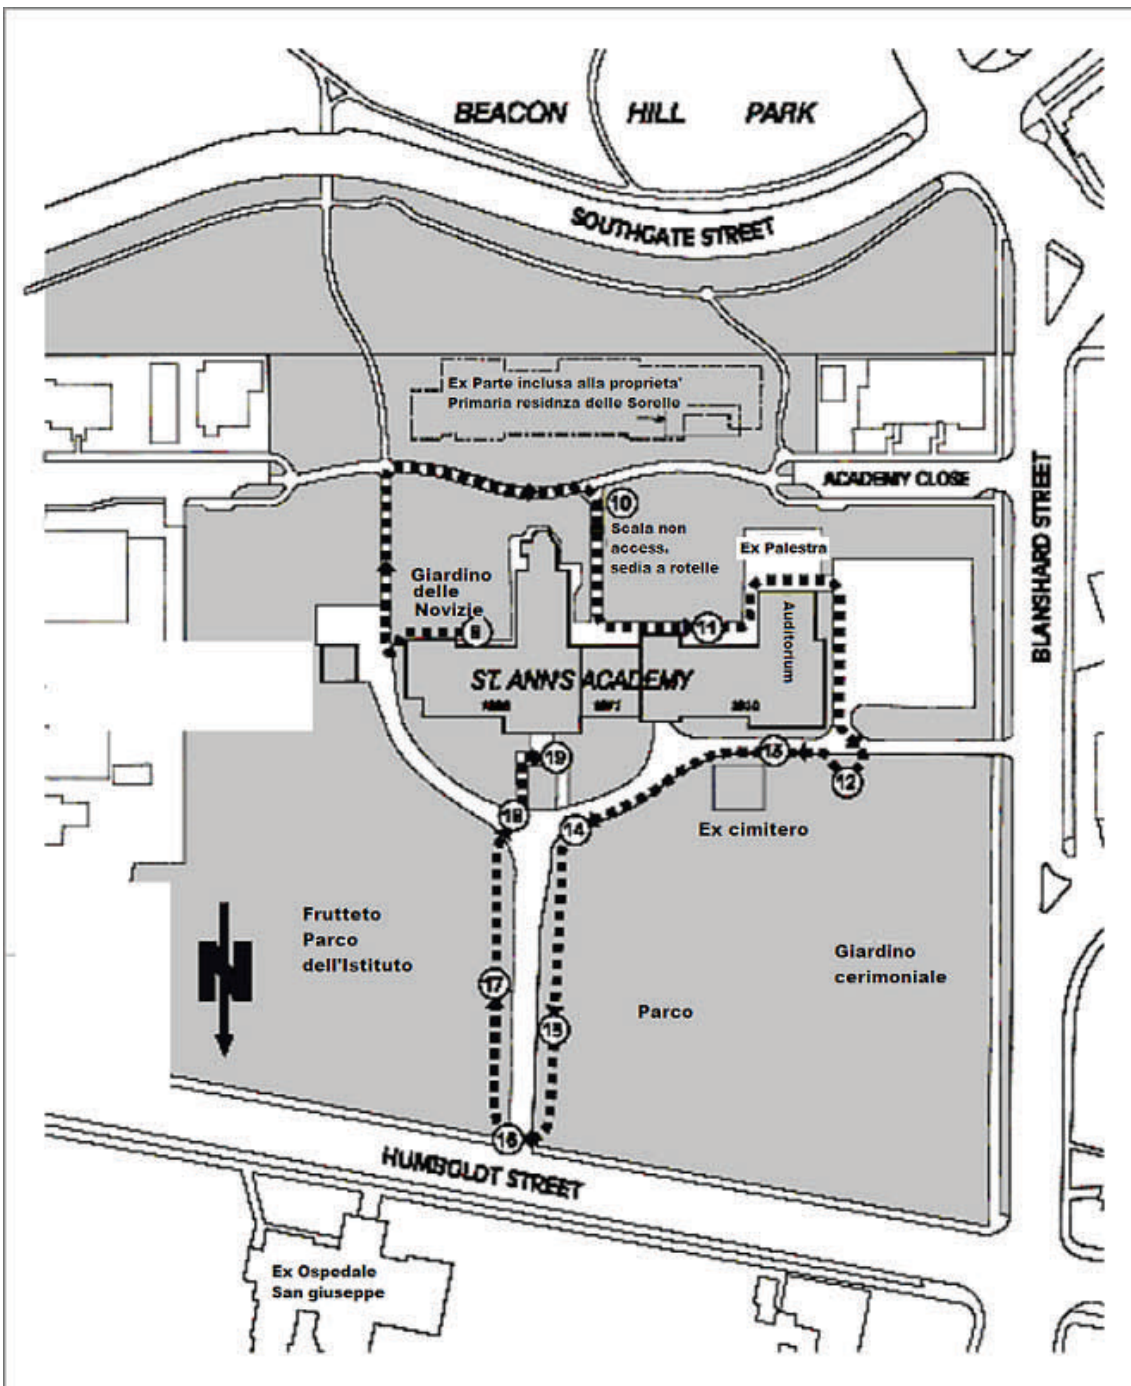 BEACON HILL PARK
SOUTHGATE STREET
Ex Parte inclusa alla proprieta'
Primaria residnza delle Sorelle
ACADEMY CLOSE
BLANSHARD STREET
10
Scala non
access.
sedia a rotelle
Ex Palestra
Giardino
delle
Novizie
11
Auditorium
ST. ANN'S ACADEMY
1910
19
13
12
18
14
Ex cimitero
Frutteto
Parco
dell'Istituto
Giardino
cerimoniale
N
17
Parco
15
16
HUMBOLDT STREET
Ex Ospedale
San giuseppe